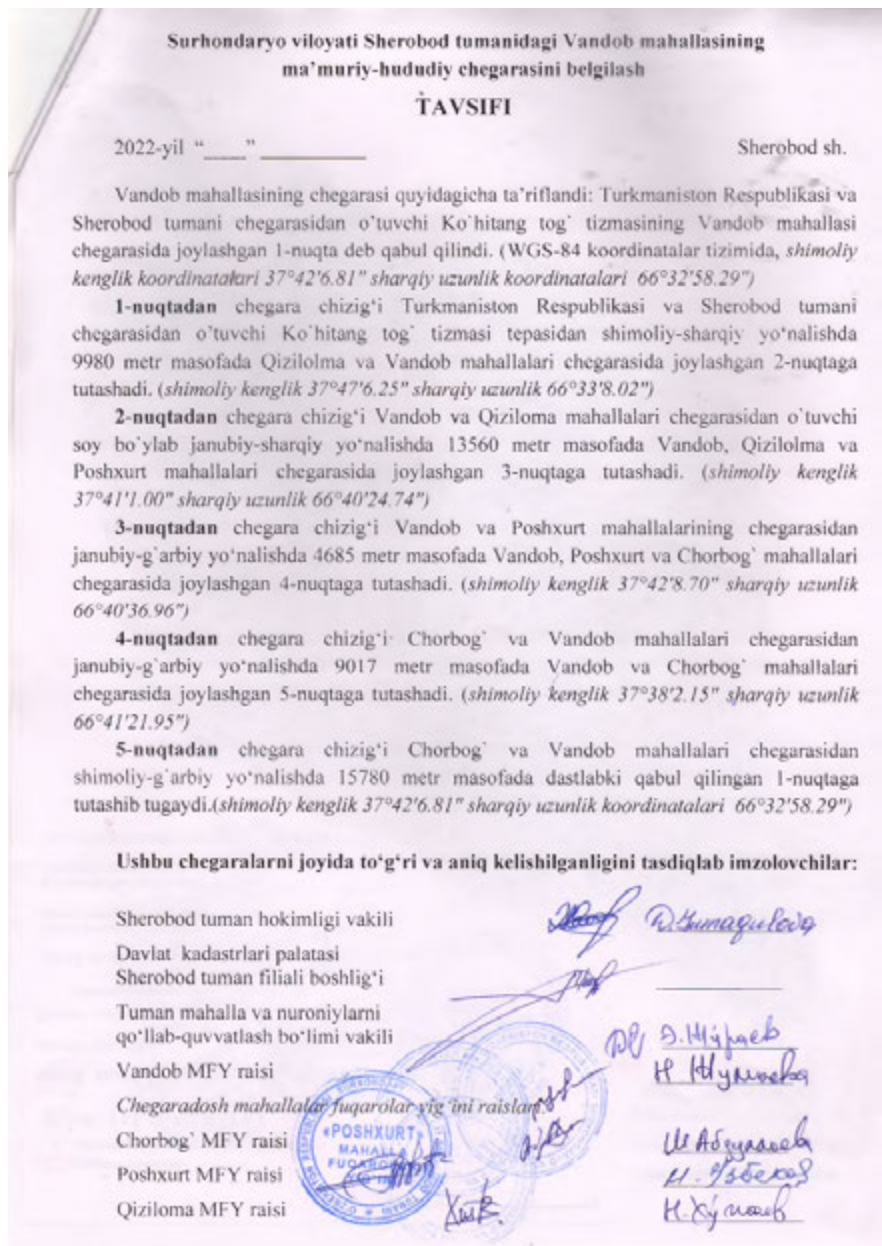 Surhondaryo viloyati Sherobod tumanidagi Vandob mahallasining
ma'muriy-hududiy chegarasini belgilash
TAVSIFI
2022-yil "____" __________ Sherobod sh.
Vandob mahallasining chegarasi quyidagicha ta'riflandi: Turkmaniston Respublikasi va
Sherobod tumani chegarasidan o'tuvchi Ko`hitang tog` tizmasining Vandob mahallasi
chegarasida joylashgan 1-nuqta deb qabul qilindi. (WGS-84 koordinatalar tizimida, shimoliy
kenglik koordinatalari 37°42'6.81" sharqiy uzunlik koordinatalari 66°32'58.29")
1-nuqtadan chegara chizig'i Turkmaniston Respublikasi va Sherobod tumani
chegarasidan o'tuvchi Ko`hitang tog` tizmasi tepasidan shimoliy-sharqiy yo'nalishda
9980 metr masofada Qizilolma va Vandob mahallalari chegarasida joylashgan 2-nuqtaga
tutashadi. (shimoliy kenglik 37°47'6.25" sharqiy uzunlik 66°33'8.02")
2-nuqtadan chegara chizig'i Vandob va Qiziloma mahallalari chegarasidan o`tuvchi
soy bo`ylab janubiy-sharqiy yo'nalishda 13560 metr masofada Vandob, Qizilolma va
Poshxurt mahallalari chegarasida joylashgan 3-nuqtaga tutashadi. (shimoliy kenglik
37°41'1.00" sharqiy uzunlik 66°40'24.74")
3-nuqtadan chegara chizig'i Vandob va Poshxurt mahallalarining chegarasidan
janubiy-g`arbiy yo'nalishda 4685 metr masofada Vandob, Poshxurt va Chorbog` mahallalari
chegarasida joylashgan 4-nuqtaga tutashadi. (shimoliy kenglik 37°42'8.70" sharqiy uzunlik
66°40'36.96")
4-nuqtadan chegara chizig'i Chorbog` va Vandob mahallalari chegarasidan
janubiy-g`arbiy yo'nalishda 9017 metr masofada Vandob va Chorbog` mahallalari
chegarasida joylashgan 5-nuqtaga tutashadi. (shimoliy kenglik 37°38'2.15" sharqiy uzunlik
66°41'21.95")
5-nuqtadan chegara chizig'i Chorbog` va Vandob mahallalari chegarasidan
shimoliy-g`arbiy yo'nalishda 15780 metr masofada dastlabki qabul qilingan 1-nuqtaga
tutashib tugaydi.(shimoliy kenglik 37°42'6.81" sharqiy uzunlik koordinatalari 66°32'58.29")
Ushbu chegaralarni joyida to'g'ri va aniq kelishilganligini tasdiqlab imzolovchilar:
Sherobod tuman hokimligi vakili
Davlat kadastrlari palatasi
Sherobod tuman filiali boshlig'i
Tuman mahalla va nuroniylarni
qo'llab-quvvatlash bo'limi vakili
Vandob MFY raisi
Chegaradosh mahallalar fuqarolar yig'ini raislari:
Chorbog` MFY raisi
«POSHXURT»
MAHALLA
Poshxurt MFY raisi
Qiziloma MFY raisi